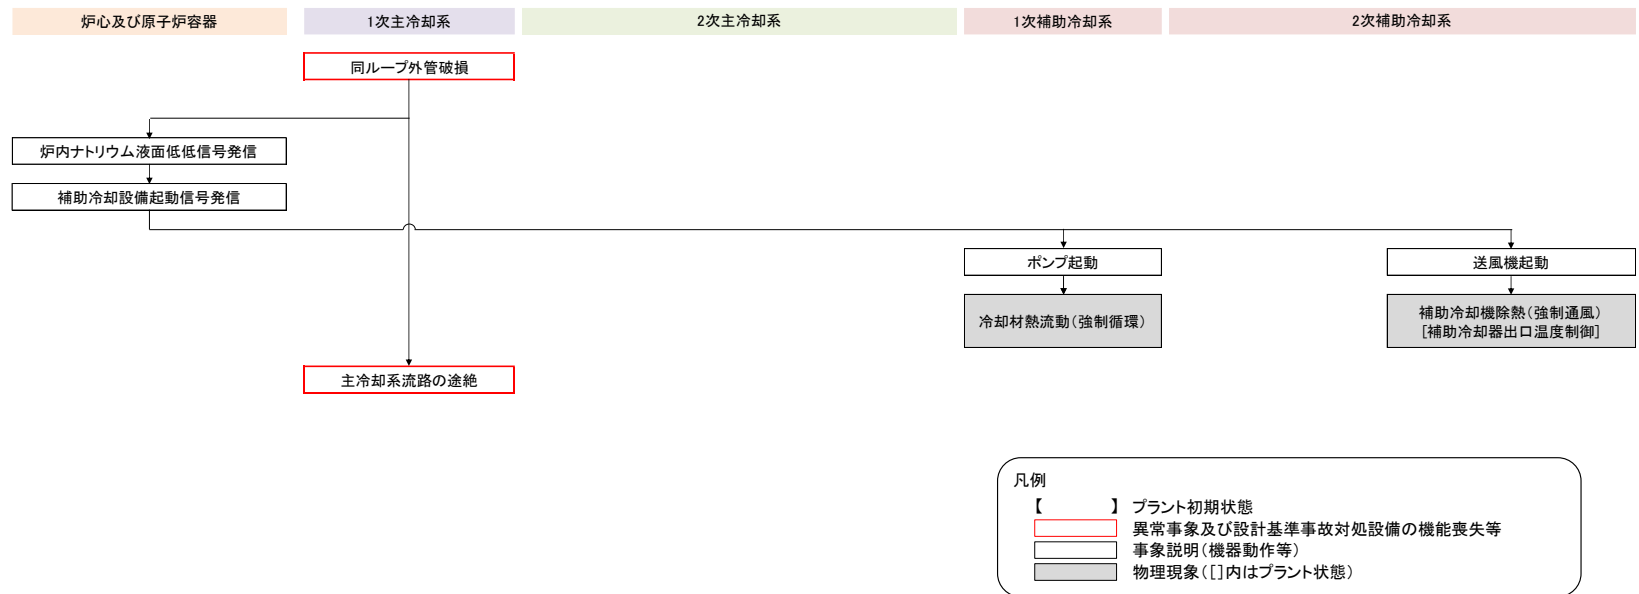 炉心及び原子炉容器
1次主冷却系
2次主冷却系
1次補助冷却系
2次補助冷却系
同ループ外管破損
炉内ナトリウム液面低低信号発信
補助冷却設備起動信号発信
ポンプ起動
送風機起動
冷却材熱流動(強制循環)
補助冷却機除熱(強制通風)
[補助冷却器出口温度制御]
主冷却系流路の途絶
凡例
【 】 プラント初期状態
異常事象及び設計基準事故対処設備の機能喪失等
事象説明(機器動作等)
物理現象([]内はプラント状態)